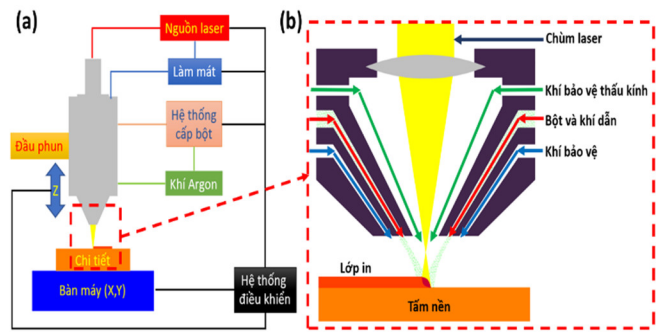 (a)
Nguồn laser
Làm mát
Hệ thống
cấp bột
Đầu phun
Khí Argon
Z
Chi tiết
Bàn máy (X,Y)
Hệ thống
điều khiển
(b)
Chùm laser
Khí bảo vệ thấu kính
Bột và khí dẫn
Khí bảo vệ
Lớp in
Tấm nền